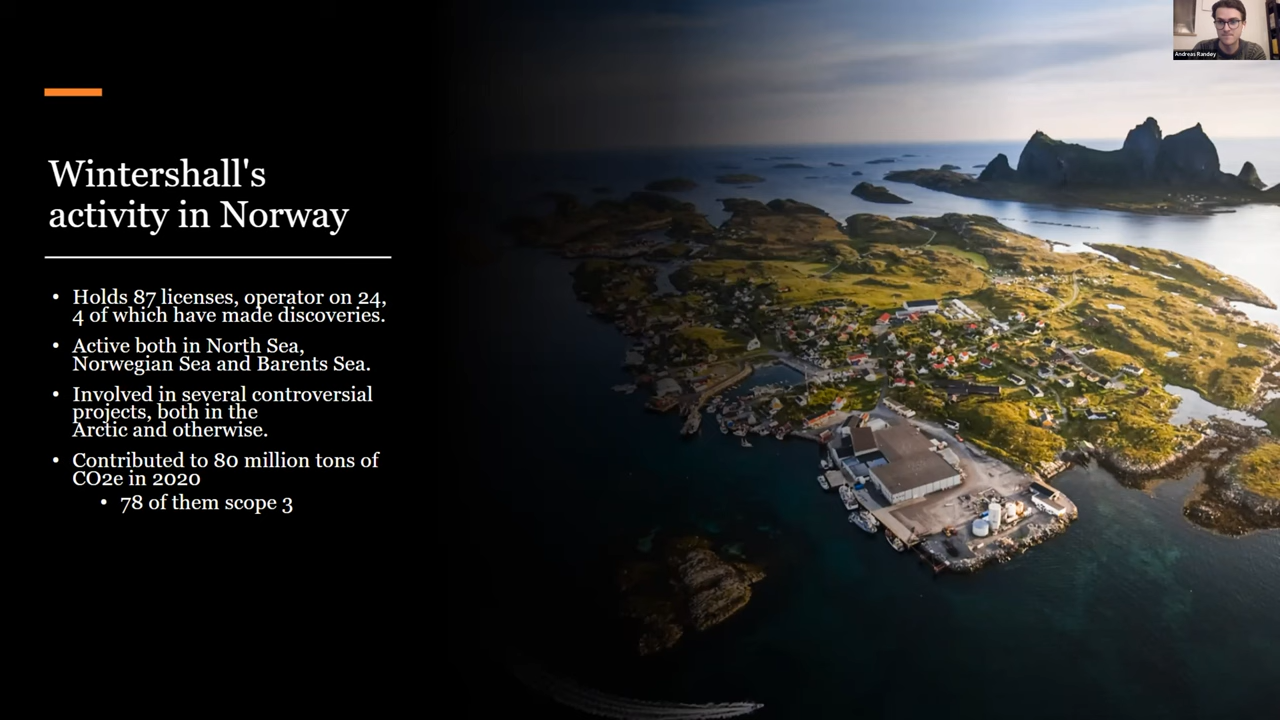 Andreas Randøy
Wintershall's
activity in Norway
• Holds 87 licenses, operator on 24,
4 of which have made discoveries.
• Active both in North Sea,
Norwegian Sea and Barents Sea.
• Involved in several controversial
projects, both in the
Arctic and otherwise.
• Contributed to 80 million tons of
CO2e in 2020
• 78 of them scope 3